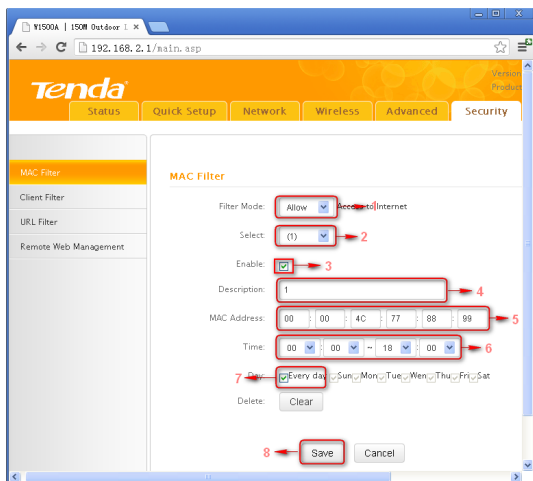 W1500A | 150M Outdoor
192.168.2.1/main.asp
Tenda
Version
Product
Status Quick Setup Network Wireless Advanced Security
MAC Filter
Client Filter
URL Filter
Remote Web Management
MAC Filter
Filter Mode: Allow Access to Internet 1
Select: (1) 2
Enable: 3
Description: 1 4
MAC Address: 00 : 00 : 4C : 77 : 88 : 99 5
Time: 00 : 00 ~ 18 : 00 6
7 Day: Every day Sun Mon Tue Wen Thu Fri Sat
Delete: Clear
8 Save Cancel